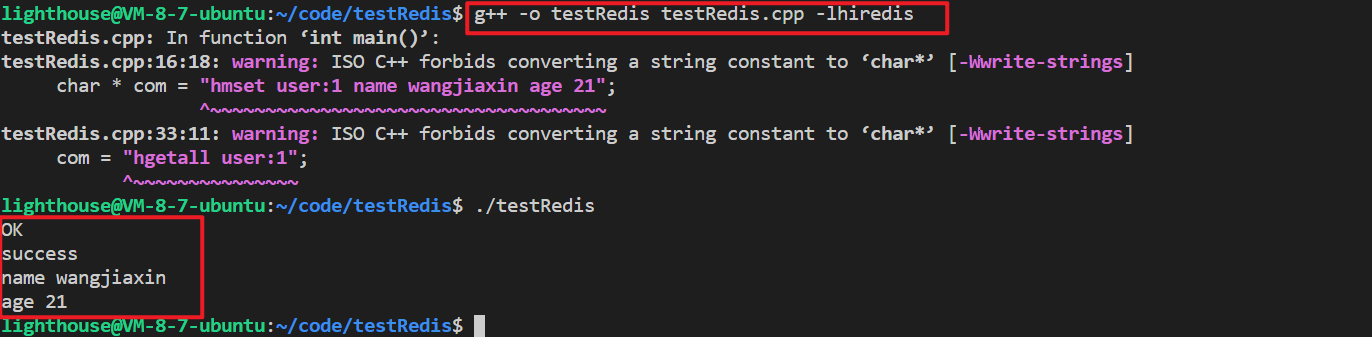 lighthouse@VM-8-7-ubuntu:~/code/testRedis$ g++ -o testRedis testRedis.cpp -lhiredis
testRedis.cpp: In function ‘int main()’:
testRedis.cpp:16:18: warning: ISO C++ forbids converting a string constant to ‘char*’ [-Wwrite-strings]
     char * com = "hmset user:1 name wangjiaxin age 21";
                  ^~~~~~~~~~~~~~~~~~~~~~~~~~~~~~~~~~~~~
testRedis.cpp:33:11: warning: ISO C++ forbids converting a string constant to ‘char*’ [-Wwrite-strings]
     com = "hgetall user:1";
           ^~~~~~~~~~~~~~~~
lighthouse@VM-8-7-ubuntu:~/code/testRedis$ ./testRedis
OK
success
name wangjiaxin
age 21
lighthouse@VM-8-7-ubuntu:~/code/testRedis$